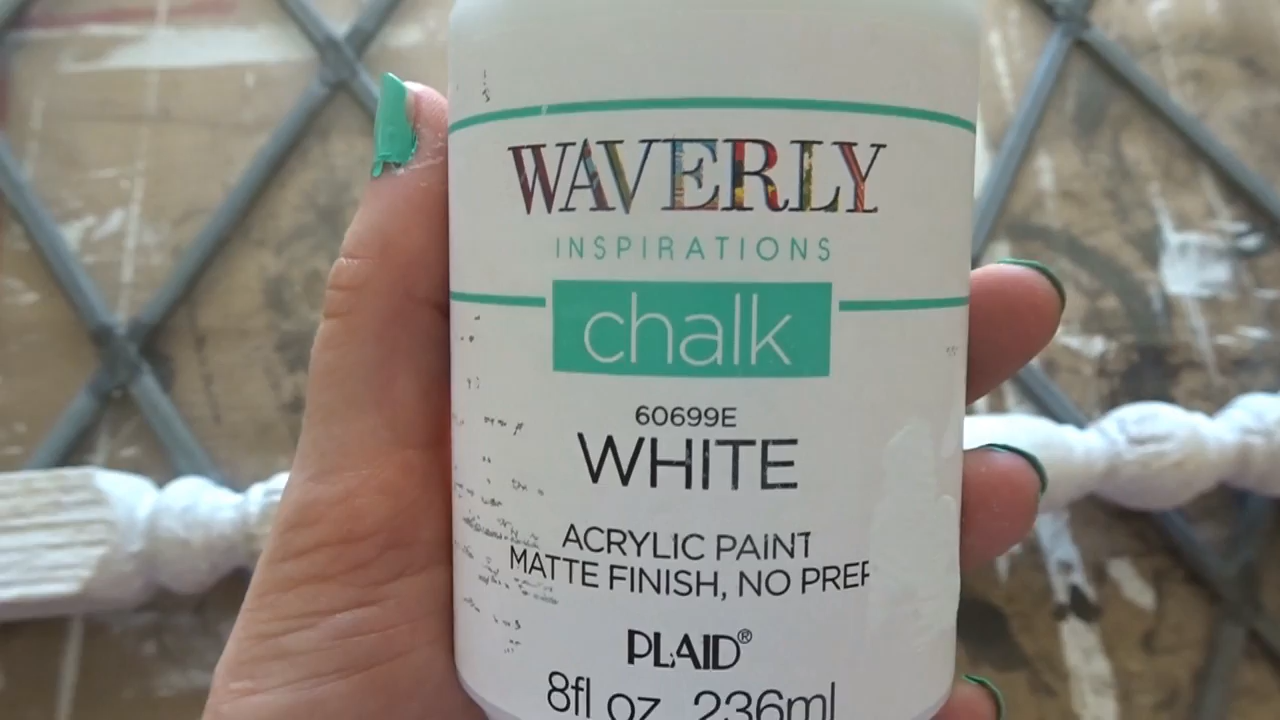 WAVERLY
INSPIRATIONS
chalk
60699E
WHITE
ACRYLIC PAINT
MATTE FINISH, NO PREP
PLAID®
8fl oz 236ml